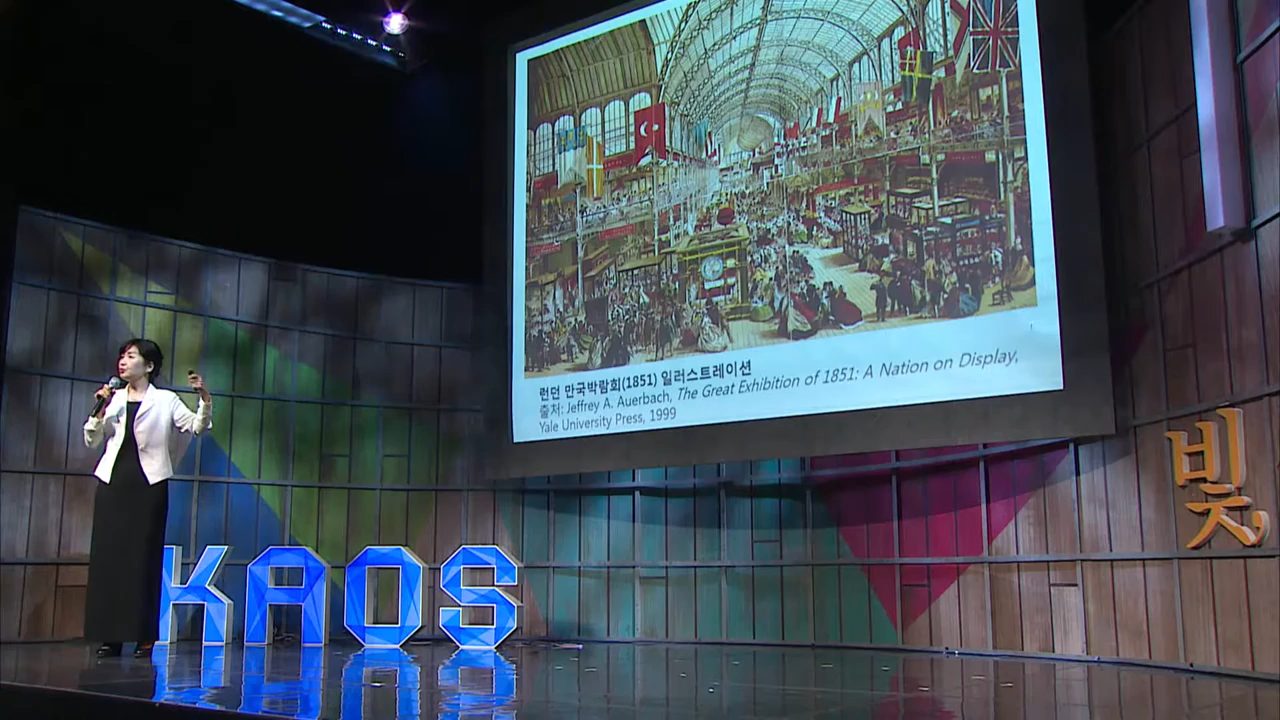 런던 만국박람회(1851) 일러스트레이션
출처: Jeffrey A. Auerbach, The Great Exhibition of 1851: A Nation on Display,
Yale University Press, 1999
빛,
KAOS